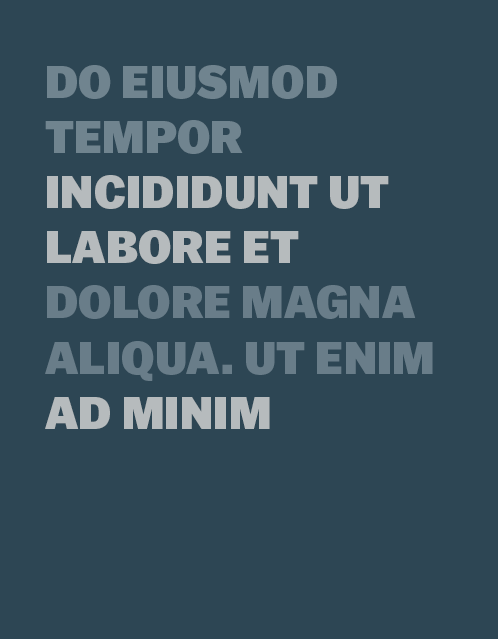 DO EIUSMOD
TEMPOR
INCIDIDUNT UT
LABORE ET
DOLORE MAGNA
ALIQUA. UT ENIM
AD MINIM